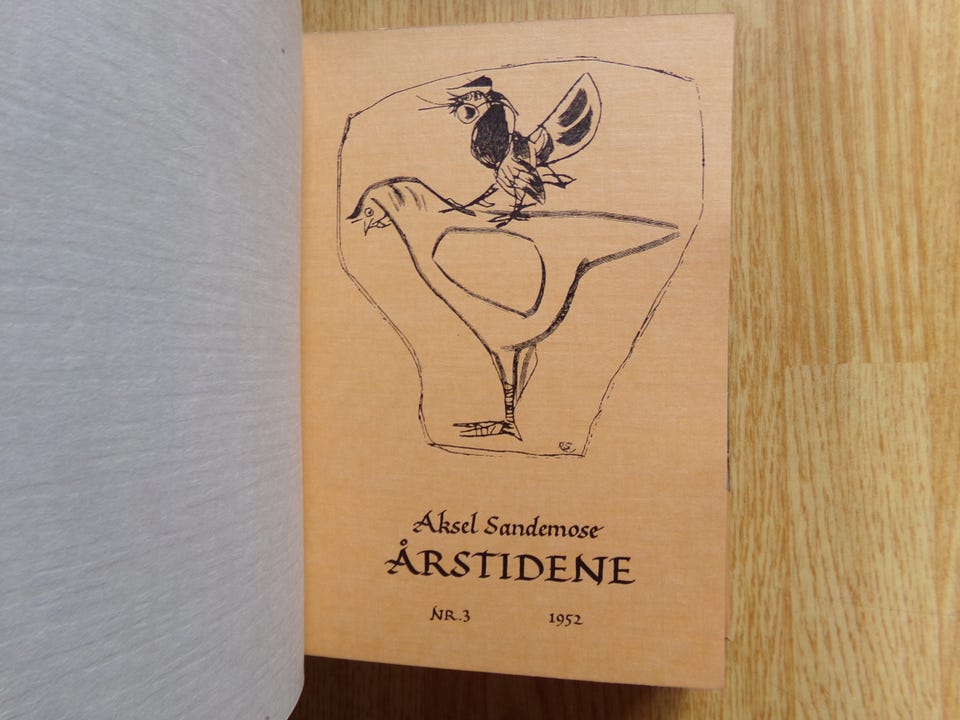 Aksel Sandemose
ÅRSTIDENE
NR.3 1952